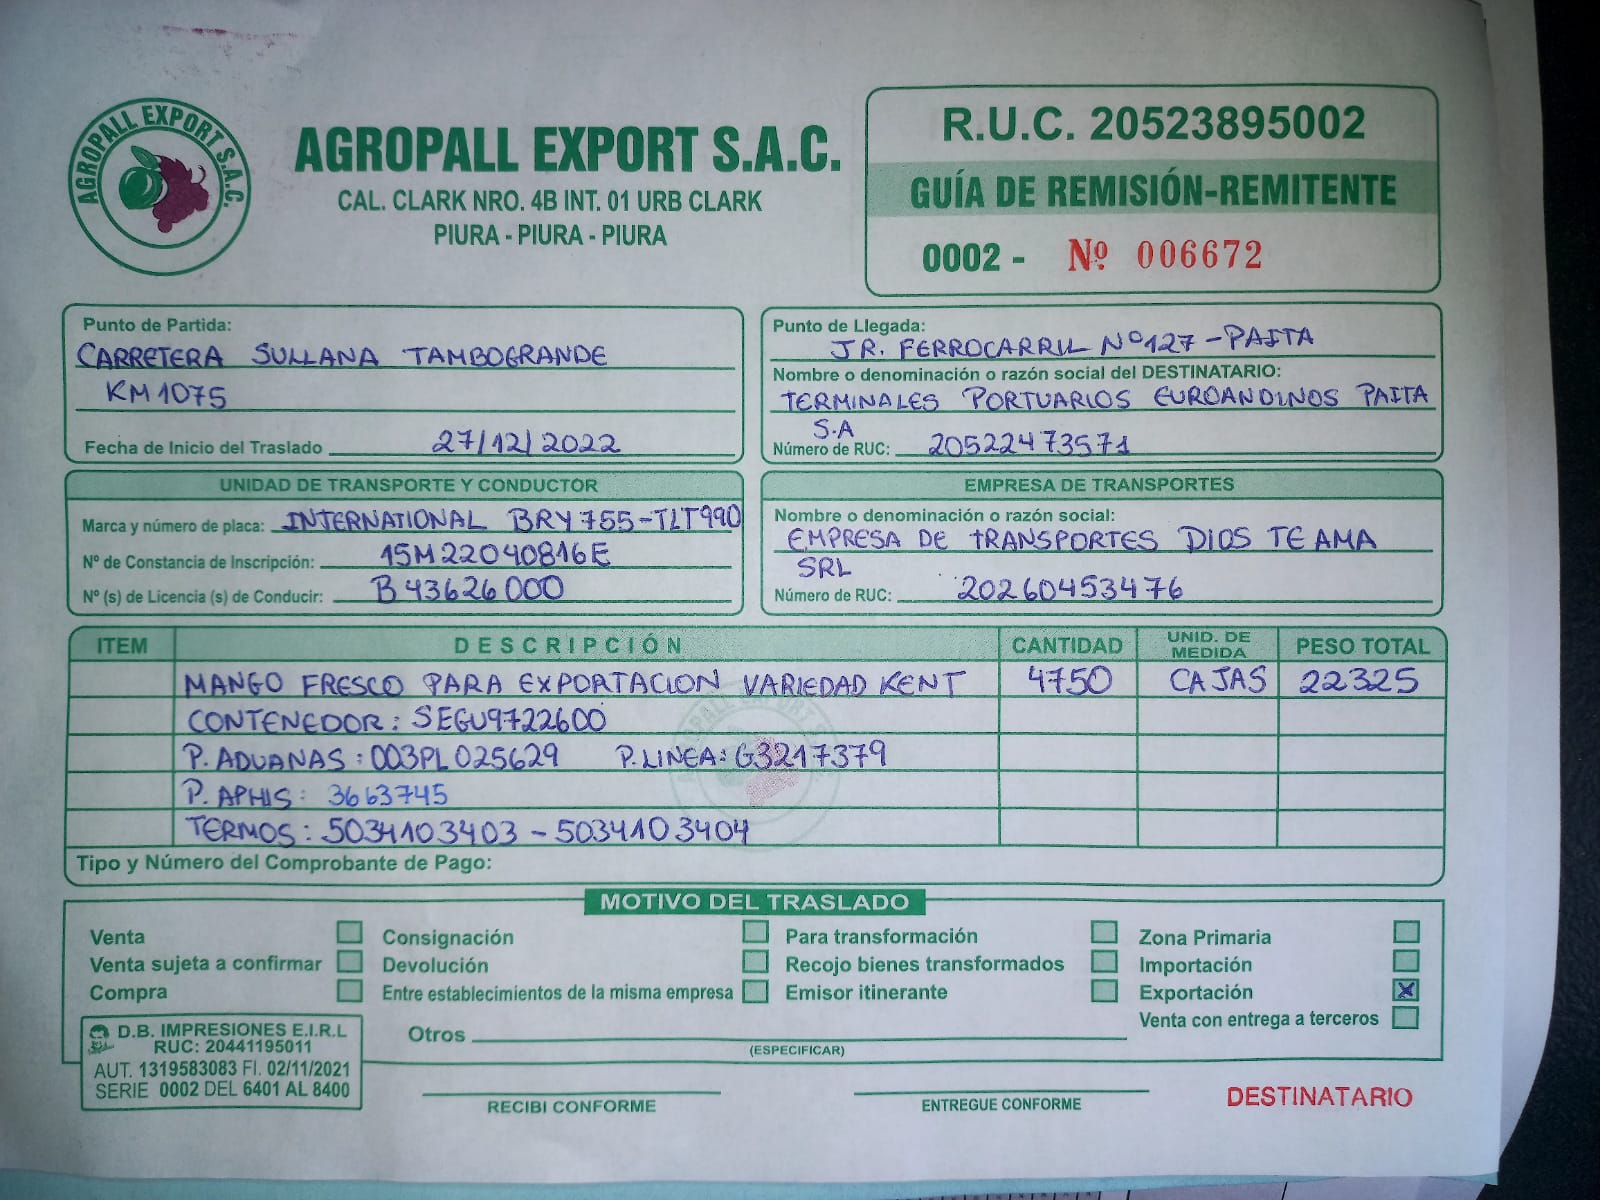 AGROPALL EXPORT S.A.C.
AGROPALL EXPORT S.A.C.
CAL. CLARK NRO. 4B INT. 01 URB CLARK
PIURA - PIURA - PIURA
R.U.C. 20523895002
GUÍA DE REMISIÓN-REMITENTE
0002 - Nº 006672
Punto de Partida:
CARRETERA SULLANA TAMBOGRANDE
KM 1075
Fecha de Inicio del Traslado 27/12/2022
Punto de Llegada:
JR. FERROCARRIL Nº127 - PAITA
Nombre o denominación o razón social del DESTINATARIO:
TERMINALES PORTUARIOS EUROANDINOS PAITA
S.A
Número de RUC: 20522473571
UNIDAD DE TRANSPORTE Y CONDUCTOR
Marca y número de placa: INTERNATIONAL BRY755-TLT990
Nº de Constancia de Inscripción: 15M22040816E
Nº (s) de Licencia (s) de Conducir: B43626000
EMPRESA DE TRANSPORTES
Nombre o denominación o razón social:
EMPRESA DE TRANSPORTES DIOS TE AMA
SRL
Número de RUC: 20260453476
ITEM DESCRIPCIÓN CANTIDAD UNID. DE MEDIDA PESO TOTAL
MANGO FRESCO PARA EXPORTACION VARIEDAD KENT 4750 CAJAS 22325
CONTENEDOR: SEGU9722600
P. ADUANAS: 003PL025629 P. LINEA: G3217379
P. APHIS: 3663745
TERMOS: 5034103403 - 5034103404
Tipo y Número del Comprobante de Pago:
MOTIVO DEL TRASLADO
Venta Consignación Para transformación Zona Primaria
Venta sujeta a confirmar Devolución Recojo bienes transformados Importación
Compra Entre establecimientos de la misma empresa Emisor itinerante Exportación X
Venta con entrega a terceros
Otros
(ESPECIFICAR)
D.B. IMPRESIONES E.I.R.L
RUC: 20441195011
AUT. 1319583083 FI. 02/11/2021
SERIE 0002 DEL 6401 AL 8400
RECIBI CONFORME
ENTREGUE CONFORME
DESTINATARIO